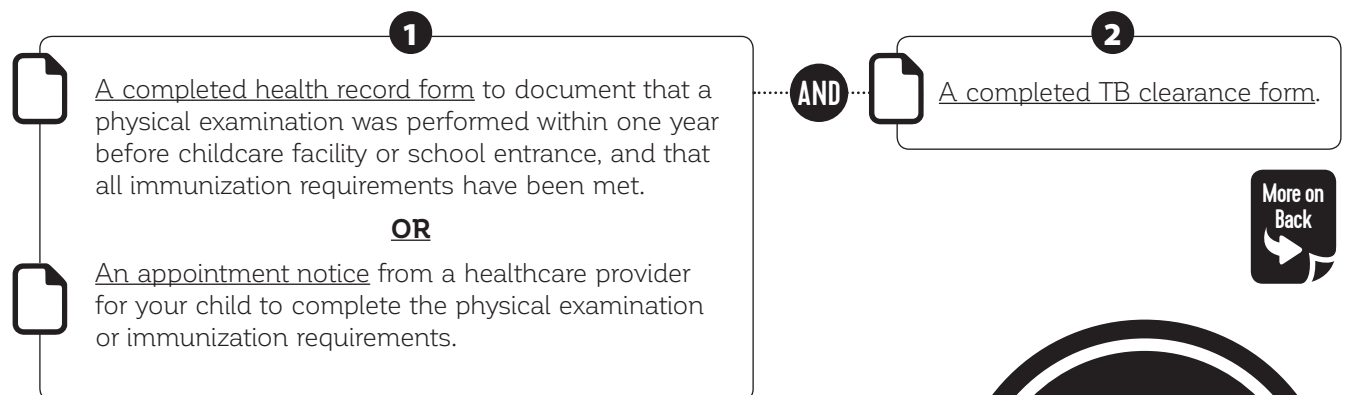 1
A completed health record form to document that a
physical examination was performed within one year
before childcare facility or school entrance, and that
all immunization requirements have been met.
OR
An appointment notice from a healthcare provider
for your child to complete the physical examination
or immunization requirements.
AND
2
A completed TB clearance form.
More on
Back